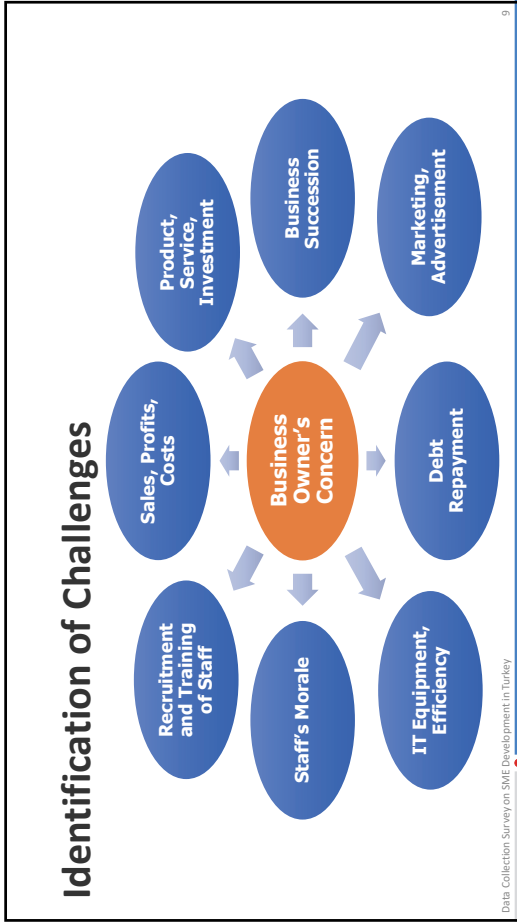 Identification of Challenges
Sales, Profits,
Costs
Product,
Service,
Investment
Business
Succession
Marketing,
Advertisement
Debt
Repayment
IT Equipment,
Efficiency
Staff's Morale
Recruitment
and Training
of Staff
Business
Owner's
Concern
Data Collection Survey on SME Development in Turkey
9